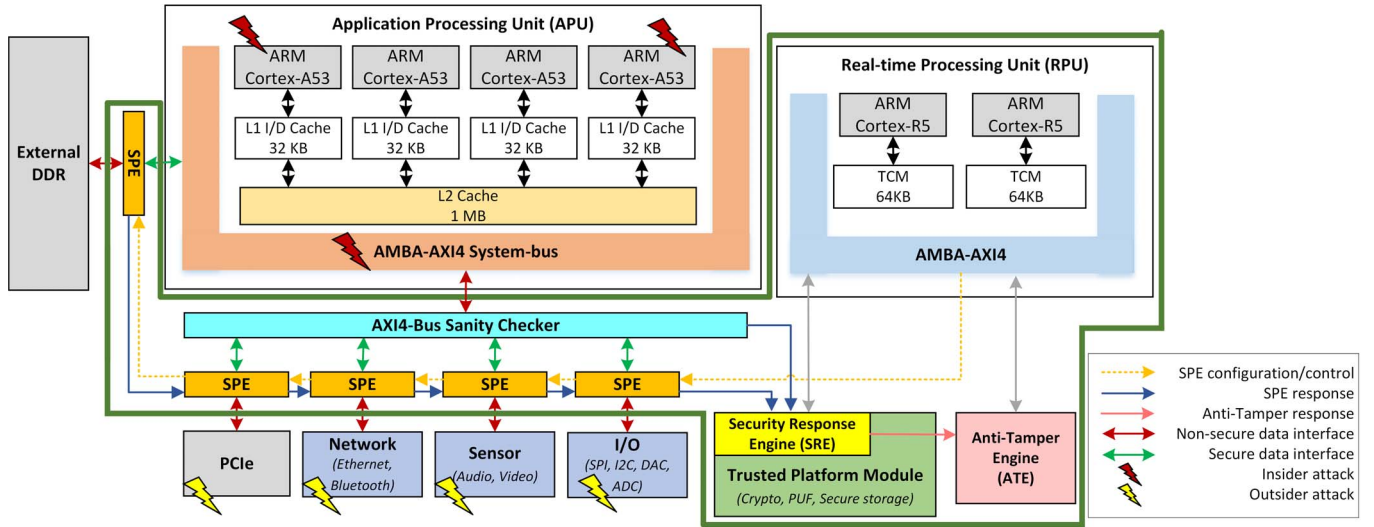 Application Processing Unit (APU)
ARM
Cortex-A53
ARM
Cortex-A53
ARM
Cortex-A53
ARM
Cortex-A53
L1 I/D Cache
32 KB
L1 I/D Cache
32 KB
L1 I/D Cache
32 KB
L1 I/D Cache
32 KB
L2 Cache
1 MB
AMBA-AXI4 System-bus
External
DDR
SPE
Real-time Processing Unit (RPU)
ARM
Cortex-R5
ARM
Cortex-R5
TCM
64KB
TCM
64KB
AMBA-AXI4
AXI4-Bus Sanity Checker
SPE
SPE
SPE
SPE
PCIe
Network
(Ethernet,
Bluetooth)
Sensor
(Audio, Video)
I/O
(SPI, I2C, DAC,
ADC)
Security Response
Engine (SRE)
Trusted Platform Module
(Crypto, PUF, Secure storage)
Anti-Tamper
Engine
(ATE)
SPE configuration/control
SPE response
Anti-Tamper response
Non-secure data interface
Secure data interface
Insider attack
Outsider attack